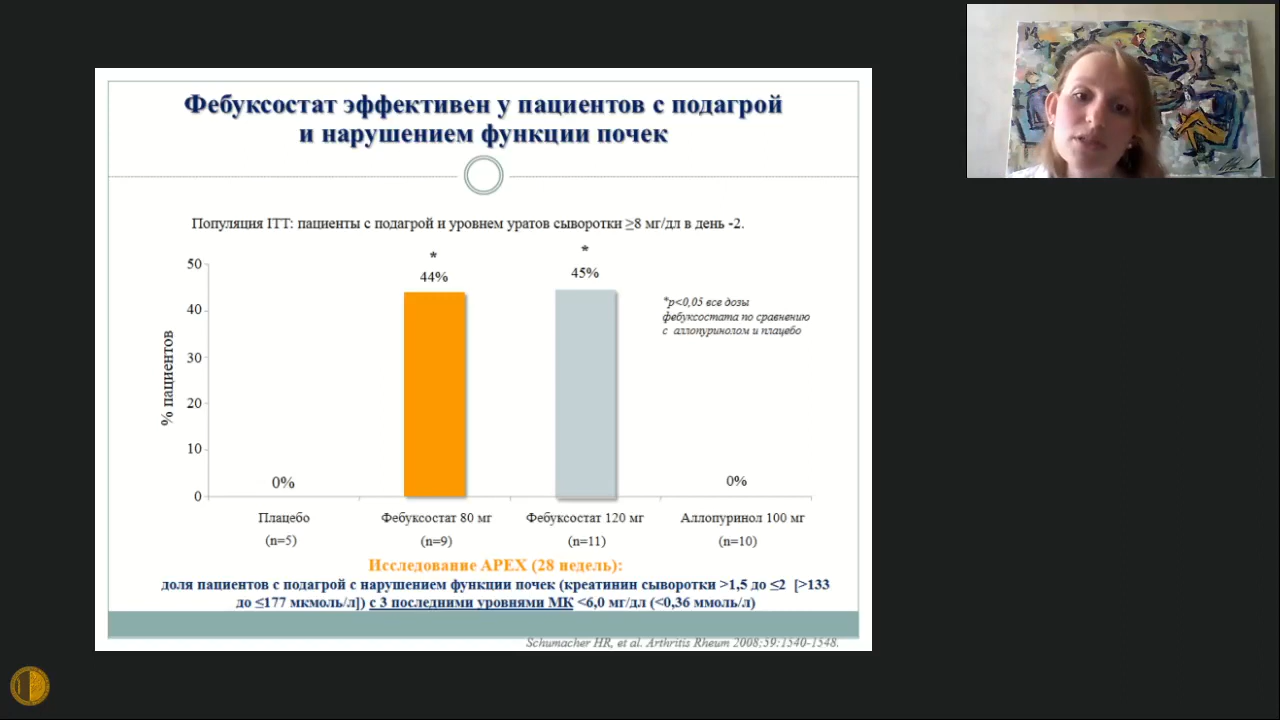 Фебуксостат эффективен у пациентов с подагрой
и нарушением функции почек
Популяция ITT: пациенты с подагрой и уровнем уратов сыворотки ≥8 мг/дл в день -2.
% пациентов
50
40
30
20
10
0
0%
*
44%
*
45%
0%
*p<0,05 все дозы
фебуксостата по сравнению
с аллопуринолом и плацебо
Плацебо
(n=5)
Фебуксостат 80 мг
(n=9)
Фебуксостат 120 мг
(n=11)
Аллопуринол 100 мг
(n=10)
Исследование APEX (28 недель):
доля пациентов с подагрой с нарушением функции почек (креатинин сыворотки >1,5 до ≤2 [>133
до ≤177 мкмоль/л]) с 3 последними уровнями МК <6,0 мг/дл (<0,36 ммоль/л)
Schumacher HR, et al. Arthritis Rheum 2008;59:1540-1548.